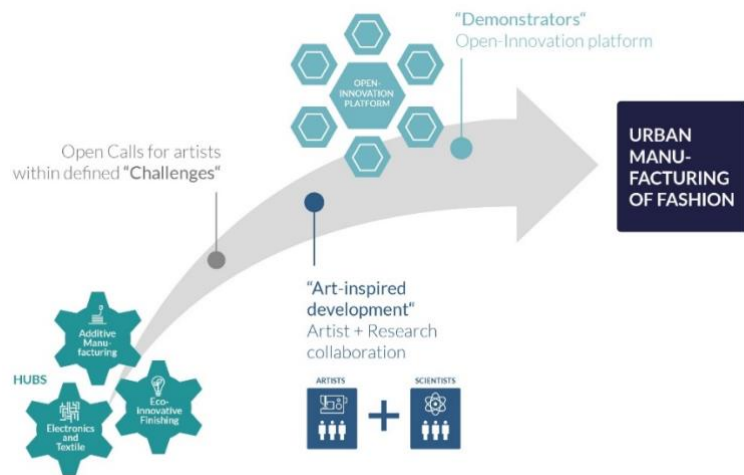 "Demonstrators"
Open-Innovation platform
OPEN-
INNOVATION
PLATFORM
Open Calls for artists
within defined "Challenges"
URBAN
MANU-
FACTURING
OF FASHION
"Art-inspired
development"
Artist + Research
collaboration
Additive
Manu-
facturing
HUBS
Eco-
Innovative
Finishing
Electronics
and
Textile
ARTISTS
SCIENTISTS